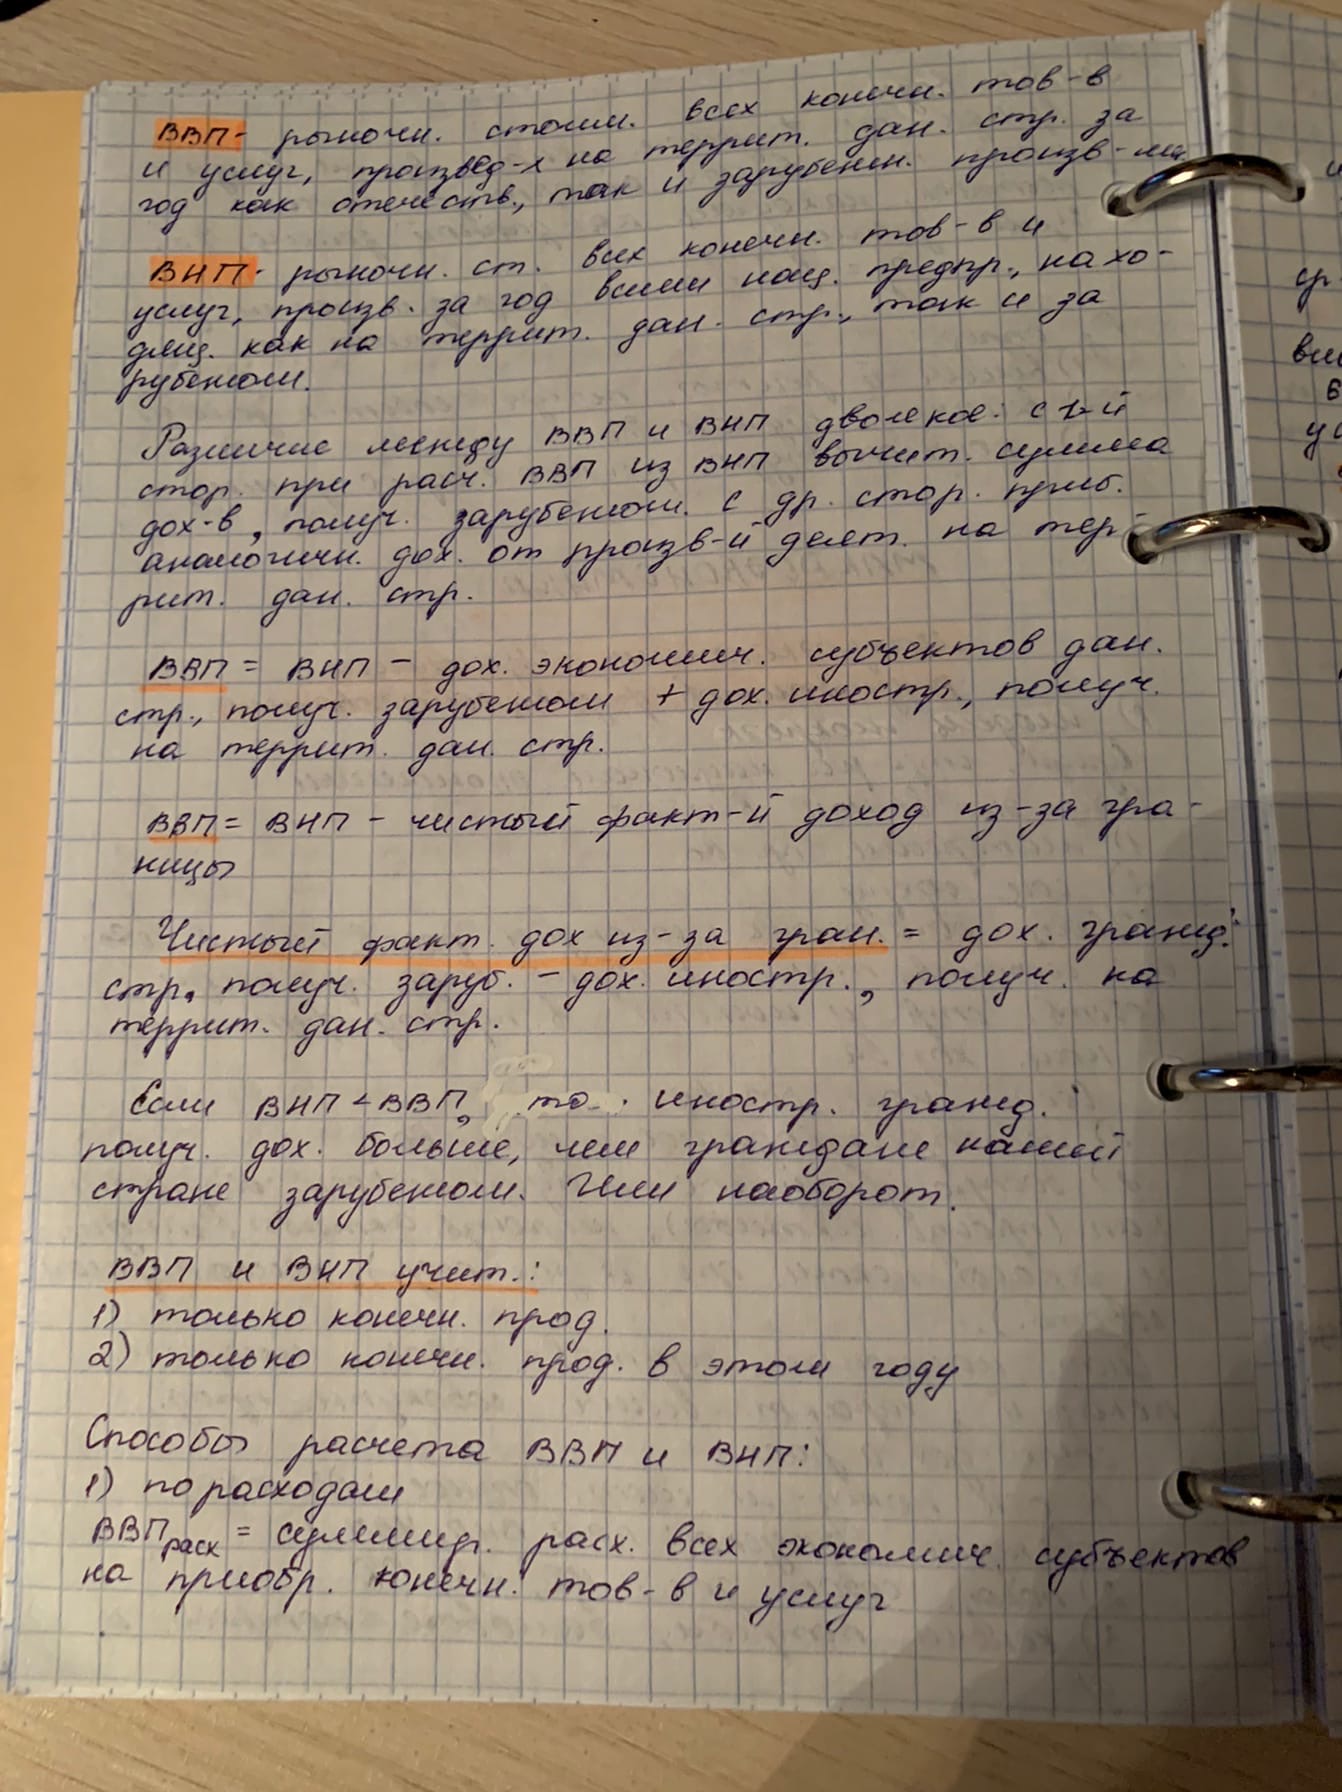 ВВП- рыночн. стоим. всех конечн. тов-в
и услуг, произвед-х на террит. дан. стр. за
год как отечеств., так и зарубежн. произв-ми
ВНП- рыночн. ст. всех конечн. тов-в и
услуг, произв. за год всеми нац. предпр., нахо-
дящ. как на террит. дан. стр., так и за
рубежом.
Различие между ВВП и ВНП двоякое: с 1-й
стор. при расч. ВВП из ВНП вычит. сумма
дох-в, получ. зарубежом. с др. стор. приб.
аналогичн. дох. от произв-й деят. на тер-
рит. дан. стр.
ВВП = ВНП - дох. экономич. субъектов дан.
стр., получ. зарубежом + дох. иностр., получ.
на террит. дан. стр.
ВВП = ВНП - чистый факт-й доход из-за гра-
ницы
Чистый факт. дох из-за гран. = дох. гражд.
стр, получ. заруб. - дох. иностр., получ. на
террит. дан. стр.
Если ВНП < ВВП, то иностр. гражд.
получ. дох. больше, чем граждане нашей
стране зарубежом. Или наоборот.
ВВП и ВНП учит.:
1) только конечн. прод.
2) только конечн. прод. в этом году
Способы расчета ВВП и ВНП:
1) по расходам
ВВПрасх = суммир. расх. всех экономич. субъектов
на приобр. конечн. тов-в и услуг
ср-
в